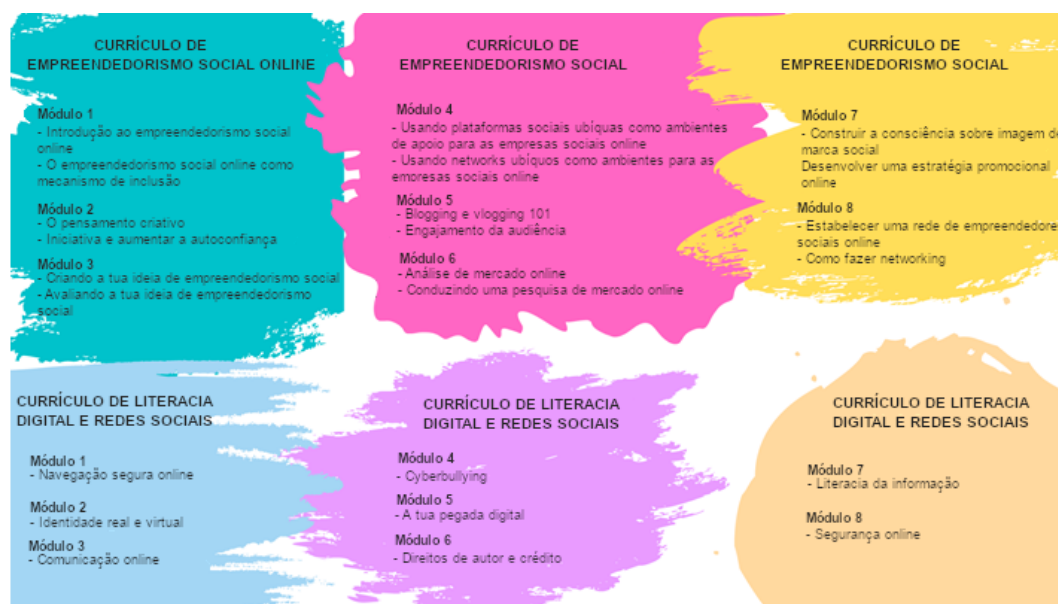 CURRÍCULO DE
EMPREENDEDORISMO SOCIAL ONLINE
Módulo 1
- Introdução ao empreendedorismo social
online
- O empreendedorismo social online como
mecanismo de inclusão
Módulo 2
- O pensamento criativo
- Iniciativa e aumentar a autoconfiança
Módulo 3
- Criando a tua ideia de empreendedorismo social
- Avaliando a tua ideia de empreendedorismo
social
CURRÍCULO DE
EMPREENDEDORISMO SOCIAL
Módulo 4
- Usando plataformas sociais ubíquas como ambientes
de apoio para as empresas sociais online
- Usando networks ubíquos como ambientes para as
emoresas sociais online
Módulo 5
- Blogging e vlogging 101
- Engajamento da audiência
Módulo 6
- Análise de mercado online
- Conduzindo uma pesquisa de mercado online
CURRÍCULO DE
EMPREENDEDORISMO SOCIAL
Módulo 7
- Construir a consciência sobre imagem de
marca social
Desenvolver uma estratégia promocional
online
Módulo 8
- Estabelecer uma rede de empreendedore
sociais online
- Como fazer networking
CURRÍCULO DE LITERACIA
DIGITAL E REDES SOCIAIS
Módulo 1
- Navegação segura online
Módulo 2
- Identidade real e virtual
Módulo 3
- Comunicação online
CURRÍCULO DE LITERACIA
DIGITAL E REDES SOCIAIS
Módulo 4
- Cyberbullying
Módulo 5
- A tua pegada digital
Módulo 6
- Direitos de autor e crédito
CURRÍCULO DE LITERACIA
DIGITAL E REDES SOCIAIS
Módulo 7
- Literacia da informação
Módulo 8
- Segurança online